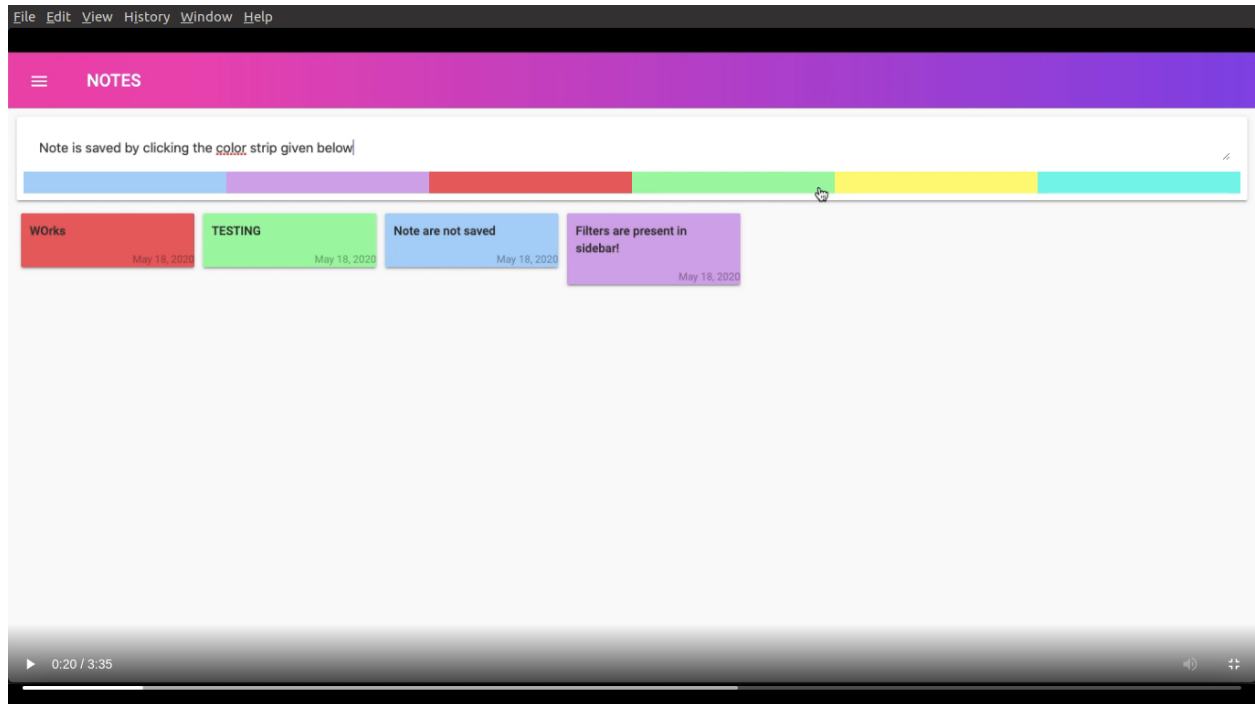 File Edit View History Window Help
NOTES
Note is saved by clicking the color strip given below
WOrks
May 18, 2020
TESTING
May 18, 2020
Note are not saved
May 18, 2020
Filters are present in
sidebar!
May 18, 2020
0:20 / 3:35